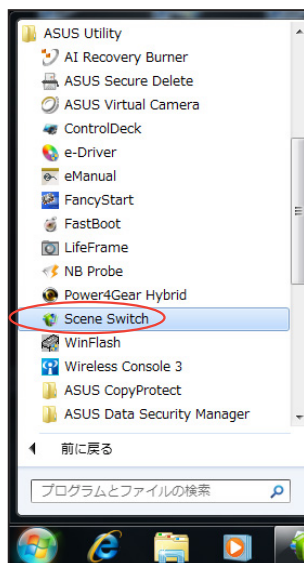 ASUS Utility
AI Recovery Burner
ASUS Secure Delete
ASUS Virtual Camera
ControlDeck
e-Driver
eManual
FancyStart
FastBoot
LifeFrame
NB Probe
Power4Gear Hybrid
Scene Switch
WinFlash
Wireless Console 3
ASUS CopyProtect
ASUS Data Security Manager
前に戻る
プログラムとファイルの検索